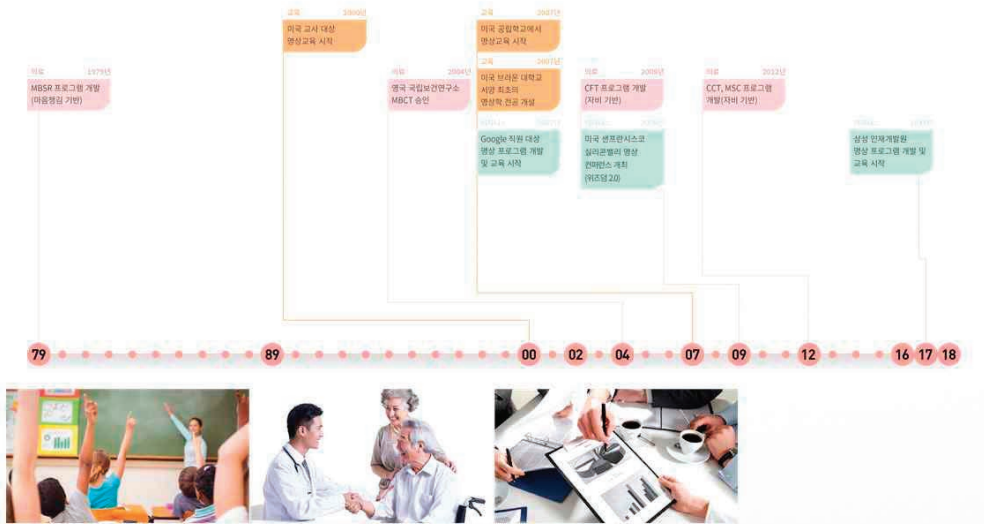 교육 2000년
미국 교사 대상
명상교육 시작
교육 2007년
미국 공립학교에서
명상교육 시작
의료 1979년
MBSR 프로그램 개발
(마음챙김 기반)
의료 2004년
영국 국립보건연구소
MBCT 승인
교육 2007년
미국 브라운 대학교
서양 최초의
명상학 전공 개설
의료 2009년
CFT 프로그램 개발
(자비 기반)
의료 2012년
CCT, MSC 프로그램
개발(자비 기반)
Google 직원 대상
명상 프로그램 개발
및 교육 시작
미국 샌프란시스코
실리콘밸리 명상
컨퍼런스 개최
(위즈덤 2.0)
삼성 인재개발원
명상 프로그램 개발 및
교육 시작
79 89 00 02 04 07 09 12 16 17 18